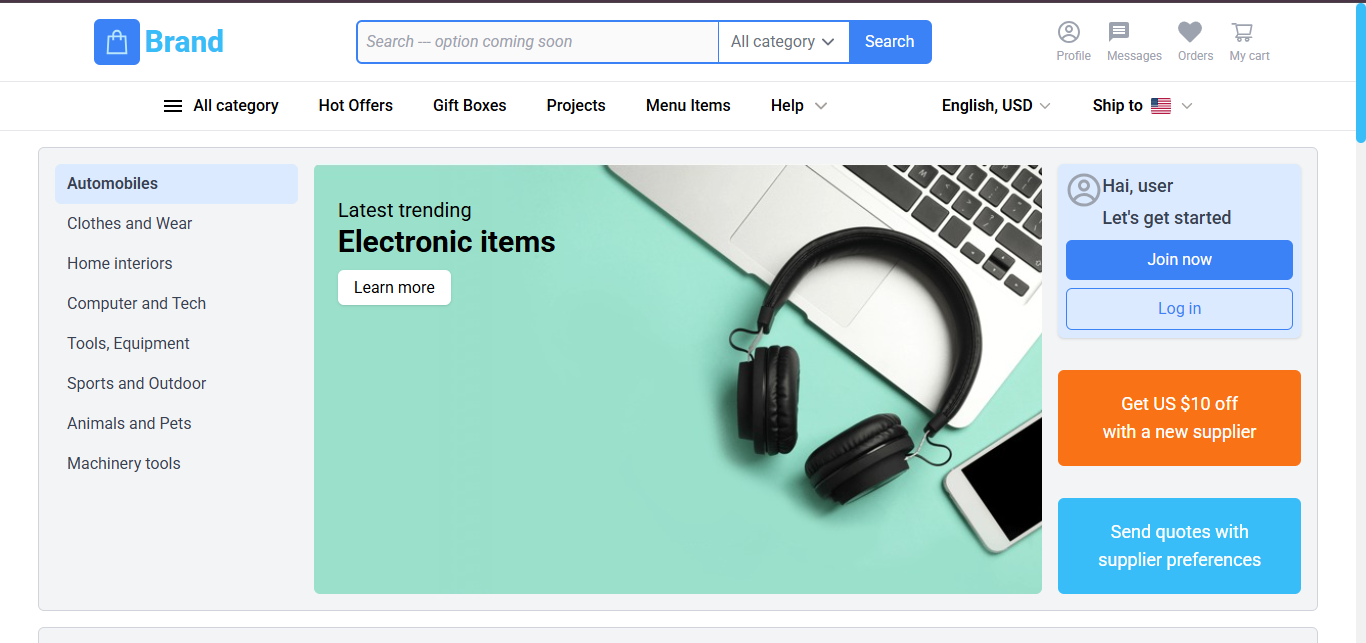 Brand
Search --- option coming soon
All category
Search
Profile
Messages
Orders
My cart
All category
Hot Offers
Gift Boxes
Projects
Menu Items
Help
English, USD
Ship to
Automobiles
Clothes and Wear
Home interiors
Computer and Tech
Tools, Equipment
Sports and Outdoor
Animals and Pets
Machinery tools
Latest trending
Electronic items
Learn more
Hai, user
Let's get started
Join now
Log in
Get US $10 off
with a new supplier
Send quotes with
supplier preferences